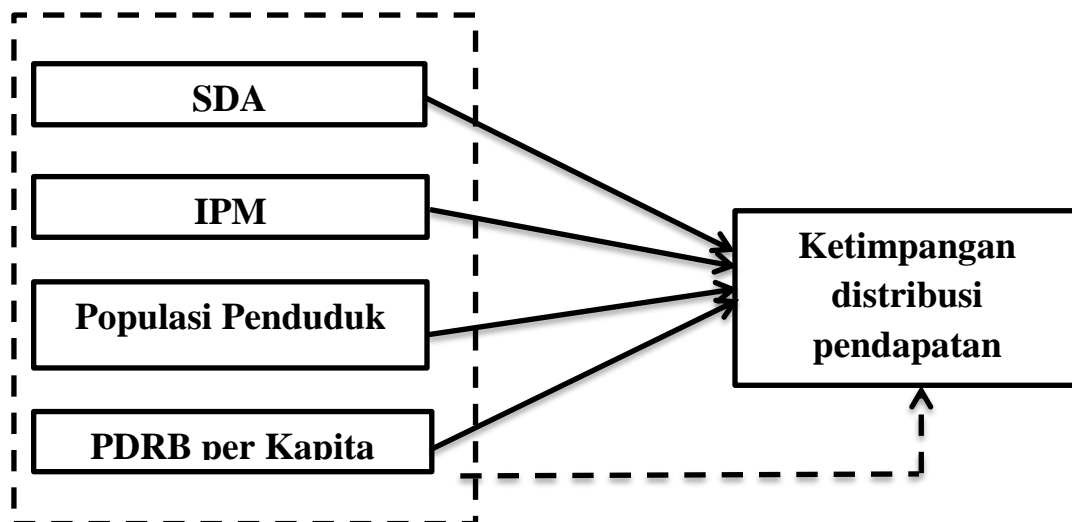 SDA
IPM
Populasi Penduduk
PDRB per Kapita
Ketimpangan
distribusi
pendapatan